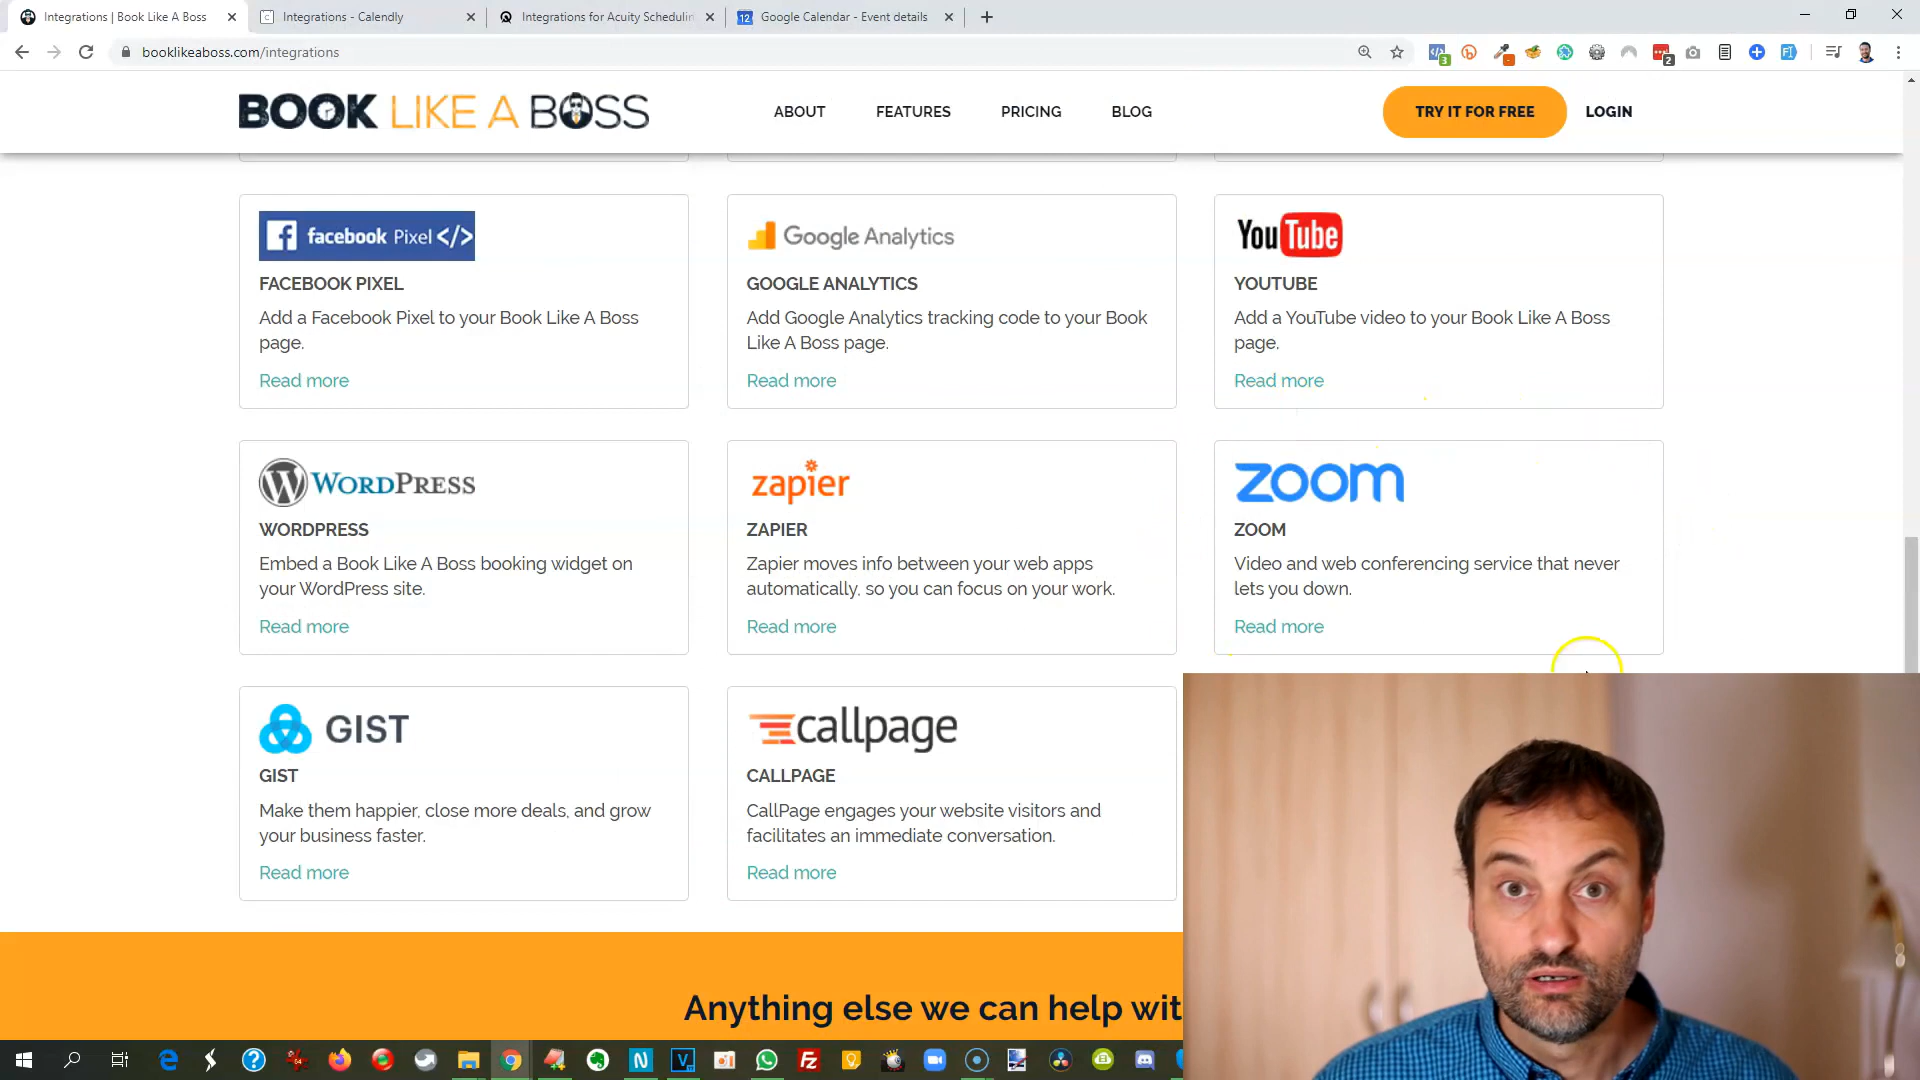 Integrations | Book Like A Boss
Integrations - Calendly
Integrations for Acuity Schedulin
Google Calendar - Event details
booklikeaboss.com/integrations
BOOK LIKE A BOSS
ABOUT
FEATURES
PRICING
BLOG
TRY IT FOR FREE
LOGIN
facebook Pixel </>
FACEBOOK PIXEL
Add a Facebook Pixel to your Book Like A Boss
page.
Read more
Google Analytics
GOOGLE ANALYTICS
Add Google Analytics tracking code to your Book
Like A Boss page.
Read more
YouTube
YOUTUBE
Add a YouTube video to your Book Like A Boss
page.
Read more
WORDPRESS
WORDPRESS
Embed a Book Like A Boss booking widget on
your WordPress site.
Read more
zapier
ZAPIER
Zapier moves info between your web apps
automatically, so you can focus on your work.
Read more
zoom
ZOOM
Video and web conferencing service that never
lets you down.
Read more
GIST
GIST
Make them happier, close more deals, and grow
your business faster.
Read more
callpage
CALLPAGE
CallPage engages your website visitors and
facilitates an immediate conversation.
Read more
Anything else we can help wit